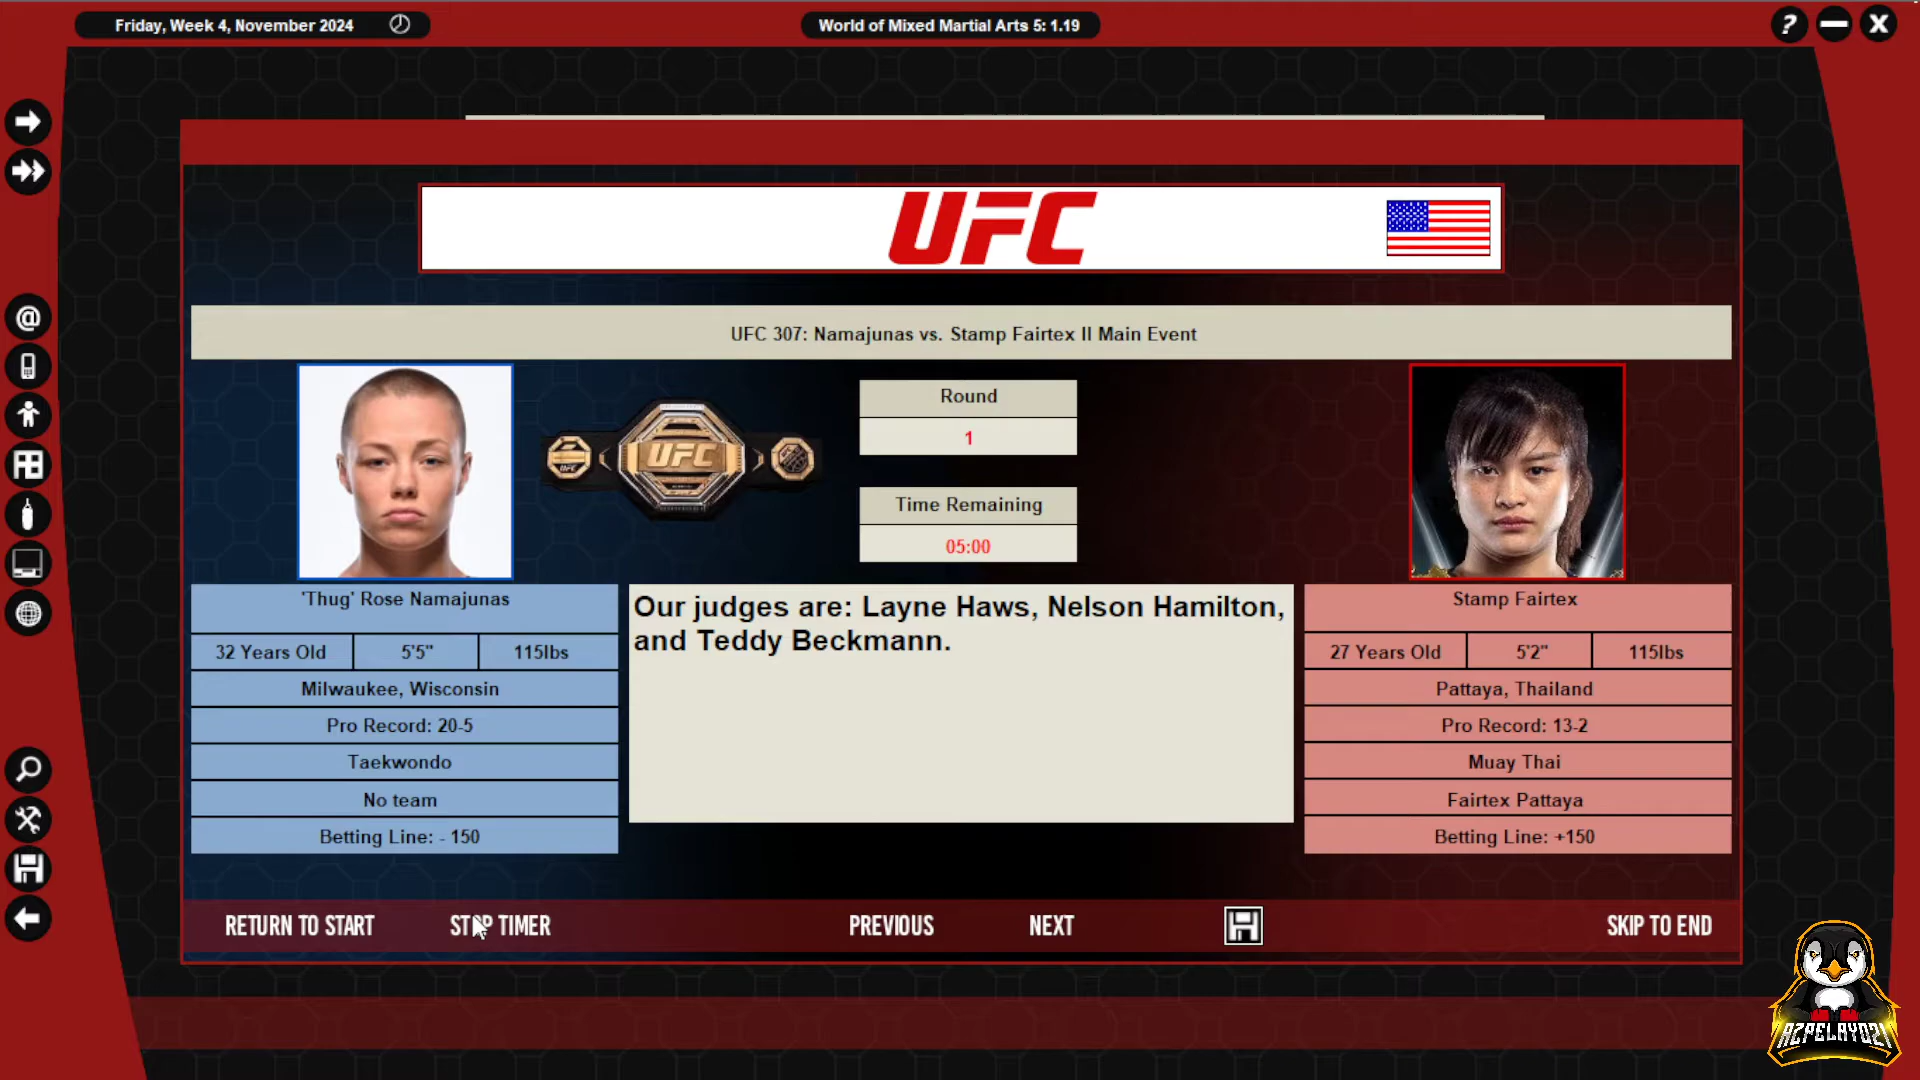 Friday, Week 4, November 2024
World of Mixed Martial Arts 5: 1.19
?
X
@
UFC
UFC 307: Namajunas vs. Stamp Fairtex II Main Event
Round
1
UFC
UFC
Time Remaining
05:00
'Thug' Rose Namajunas
32 Years Old
5'5"
115lbs
Milwaukee, Wisconsin
Pro Record: 20-5
Taekwondo
No team
Betting Line: - 150
Our judges are: Layne Haws, Nelson Hamilton,
and Teddy Beckmann.
Stamp Fairtex
27 Years Old
5'2"
115lbs
Pattaya, Thailand
Pro Record: 13-2
Muay Thai
Fairtex Pattaya
Betting Line: +150
RETURN TO START
STOP TIMER
PREVIOUS
NEXT
SKIP TO END
AZPELAYO21